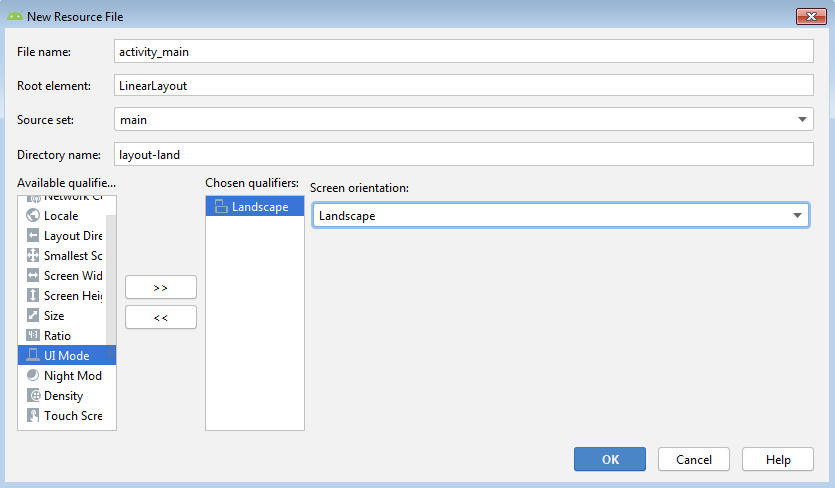 New Resource File
File name:
activity_main
Root element:
LinearLayout
Source set:
main
Directory name:
layout-land
Available qualifie...
Chosen qualifiers:
Screen orientation:
Network C
Locale
Layout Dire
Smallest Sc
Screen Wid
Screen Heig
Size
Ratio
UI Mode
Night Mod
Density
Touch Scre
>>
<<
Landscape
Landscape
OK
Cancel
Help